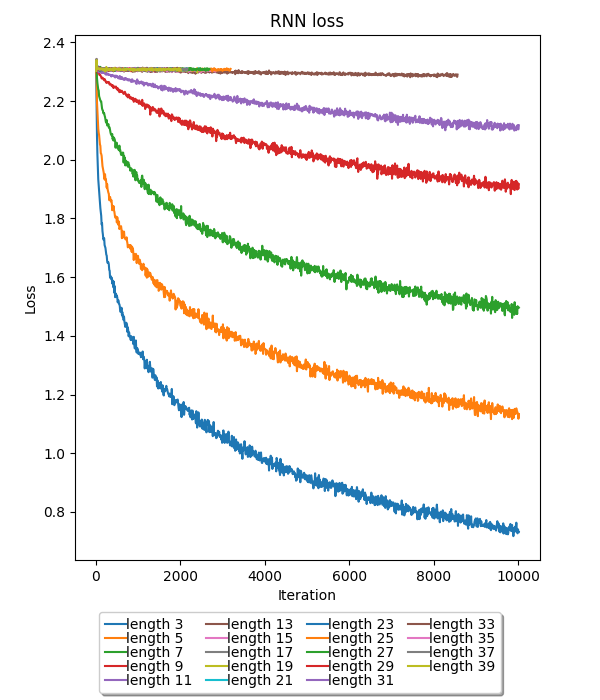 RNN loss
2.4
2.2
2.0
1.8
1.6
1.4
1.2
1.0
0.8
Loss
0 2000 4000 6000 8000 10000
Iteration
length 3 length 13 length 23 length 33
length 5 length 15 length 25 length 35
length 7 length 17 length 27 length 37
length 9 length 19 length 29 length 39
length 11 length 21 length 31